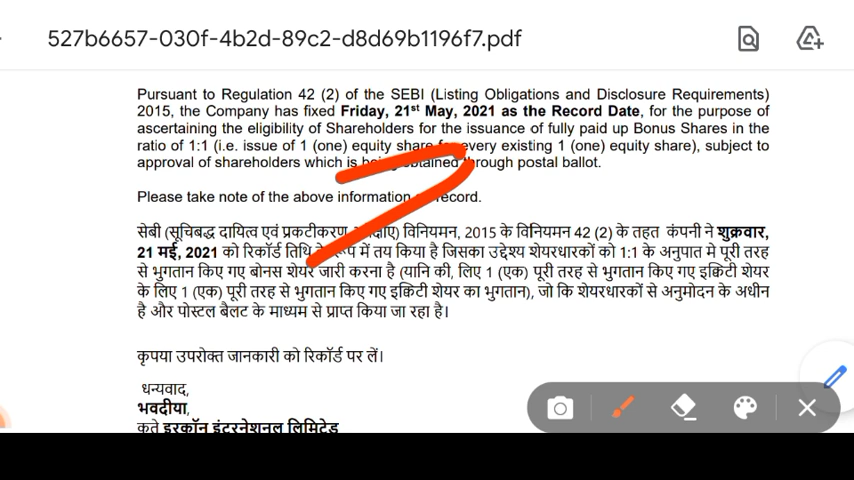 527b6657-030f-4b2d-89c2-d8d69b1196f7.pdf
Pursuant to Regulation 42 (2) of the SEBI (Listing Obligations and Disclosure Requirements)
2015, the Company has fixed Friday, 21st May, 2021 as the Record Date, for the purpose of
ascertaining the eligibility of Shareholders for the issuance of fully paid up Bonus Shares in the
ratio of 1:1 (i.e. issue of 1 (one) equity share for every existing 1 (one) equity share), subject to
approval of shareholders which is being obtained through postal ballot.
Please take note of the above information record.
सेबी (सूचिबद्ध दायित्व एवं प्रकटीकरण विनियमन, 2015 के विनियमन 42 (2) के तहत कंपनी ने शुक्रवार,
21 मई, 2021 को रिकॉर्ड तिथि के रूप में तय किया है जिसका उद्देश्य शेयरधारकों को 1:1 के अनुपात मे पूरी तरह
से भुगतान किए गए बोनस शेयर जारी करना है (यानि की, लिए 1 (एक) पूरी तरह से भुगतान किए गए इक्विटी शेयर
के लिए 1 (एक) पूरी तरह से भुगतान किए गए इक्विटी शेयर का भुगतान), जो कि शेयरधारकों से अनुमोदन के अधीन
है और पोस्टल बैलट के माध्यम से प्राप्त किया जा रहा है।
कृपया उपरोक्त जानकारी को रिकॉर्ड पर लें।
धन्यवाद,
भवदीया,
कृते इरकॉन इंटरनेशनल लिमिटेड